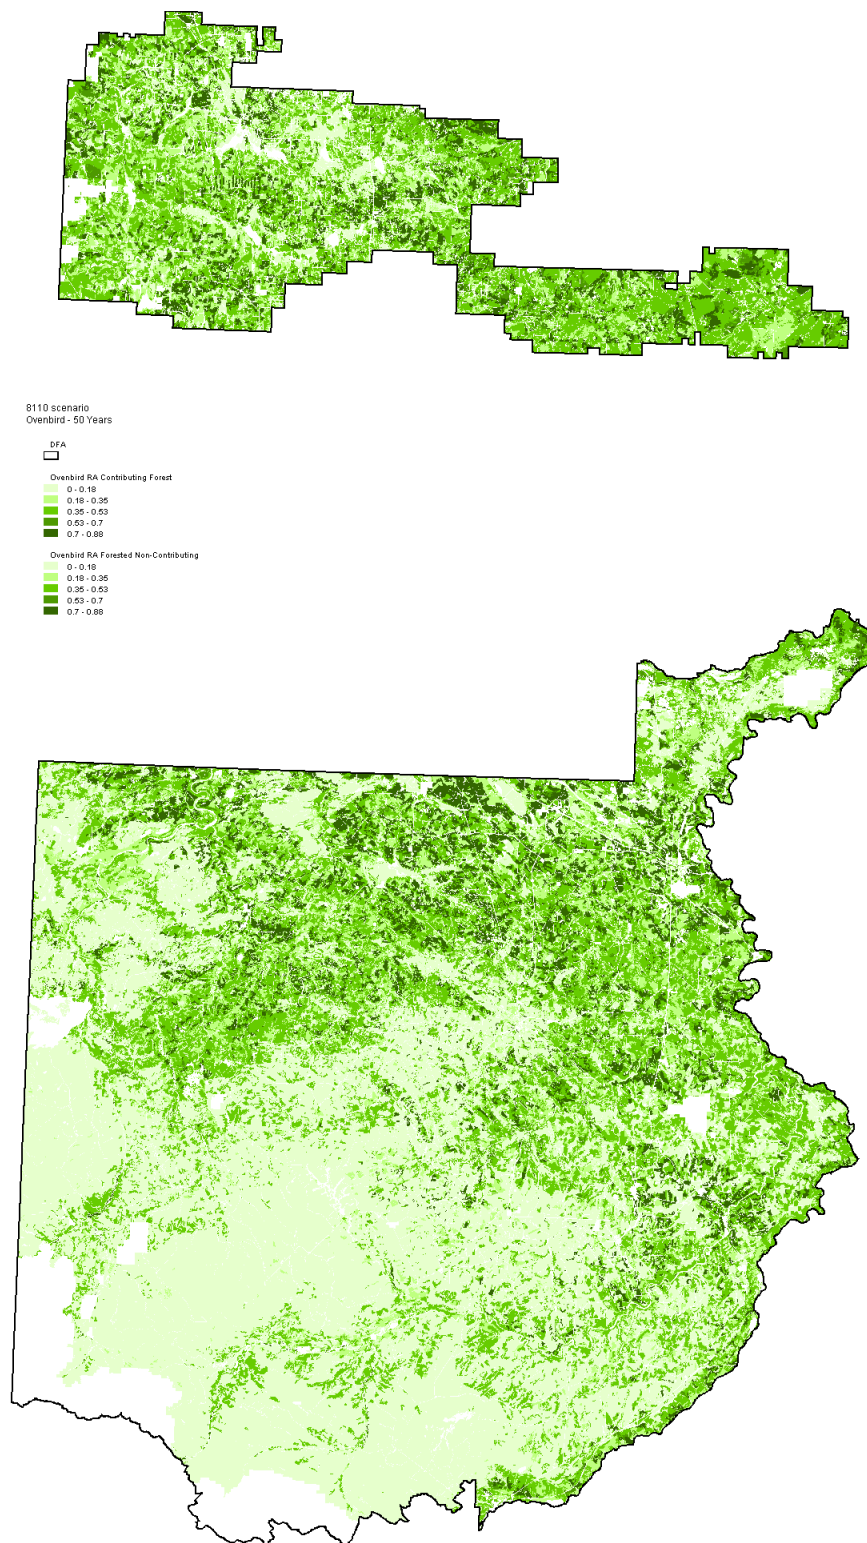 8110 scenario
Ovenbird - 50 Years
DFA
Ovenbird RA Contributing Forest
0 - 0.18
0.18 - 0.35
0.35 - 0.53
0.53 - 0.7
0.7 - 0.88
Ovenbird RA Forested Non-Contributing
0 - 0.18
0.18 - 0.35
0.35 - 0.53
0.53 - 0.7
0.7 - 0.88